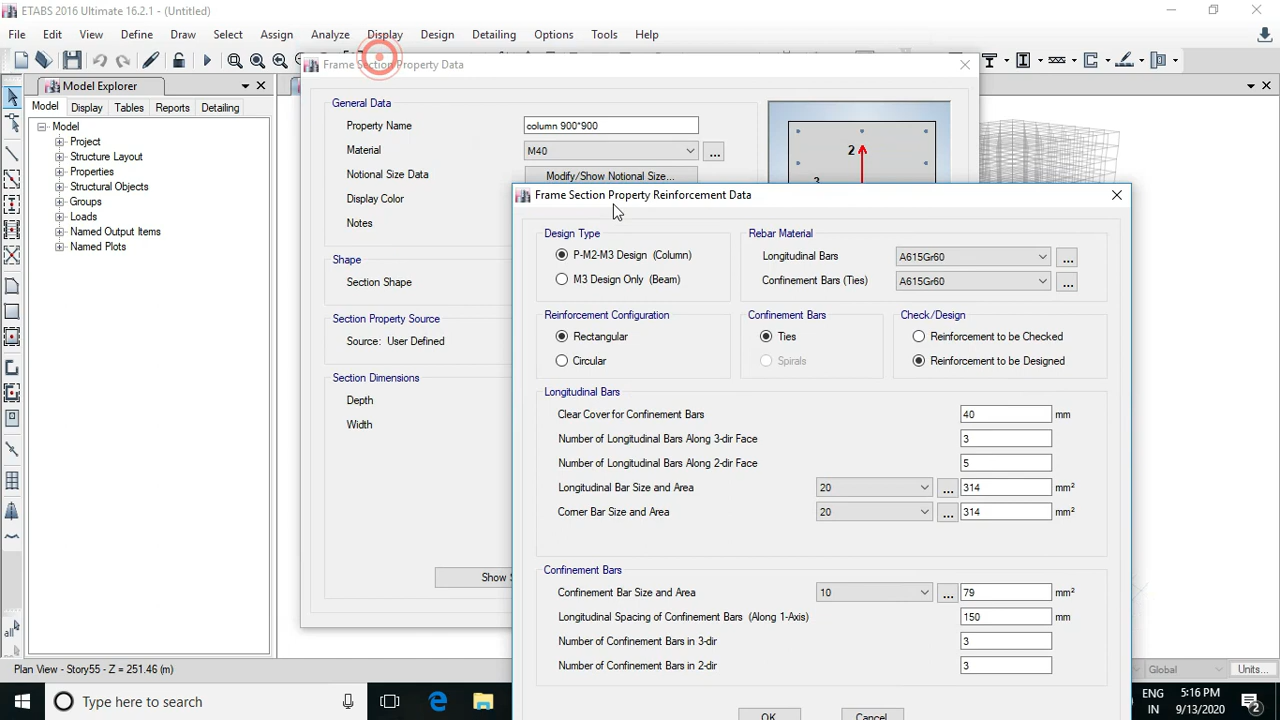 ETABS 2016 Ultimate 16.2.1 - (Untitled)
File Edit View Define Draw Select Assign Analyze Display Design Detailing Options Tools Help
Model Explorer
Model Display Tables Reports Detailing
Model
Project
Structure Layout
Properties
Structural Objects
Groups
Loads
Named Output Items
Named Plots
Frame Section Property Data
General Data
Property Name column 900*900
Material M40 ...
Notional Size Data Modify/Show Notional Size...
Display Color
Notes
Shape
Section Shape
Section Property Source
Source: User Defined
Section Dimensions
Depth
Width
2
3
Frame Section Property Reinforcement Data
Design Type
P-M2-M3 Design (Column)
M3 Design Only (Beam)
Rebar Material
Longitudinal Bars A615Gr60 ...
Confinement Bars (Ties) A615Gr60 ...
Reinforcement Configuration
Rectangular
Circular
Confinement Bars
Ties
Spirals
Check/Design
Reinforcement to be Checked
Reinforcement to be Designed
Longitudinal Bars
Clear Cover for Confinement Bars 40 mm
Number of Longitudinal Bars Along 3-dir Face 3
Number of Longitudinal Bars Along 2-dir Face 5
Longitudinal Bar Size and Area 20 ... 314 mm²
Corner Bar Size and Area 20 ... 314 mm²
Confinement Bars
Confinement Bar Size and Area 10 ... 79 mm²
Longitudinal Spacing of Confinement Bars (Along 1-Axis) 150 mm
Number of Confinement Bars in 3-dir 3
Number of Confinement Bars in 2-dir 3
OK Cancel
Plan View - Story55 - Z = 251.46 (m)
Global Units...
Type here to search
ENG
IN
5:16 PM
9/13/2020
2